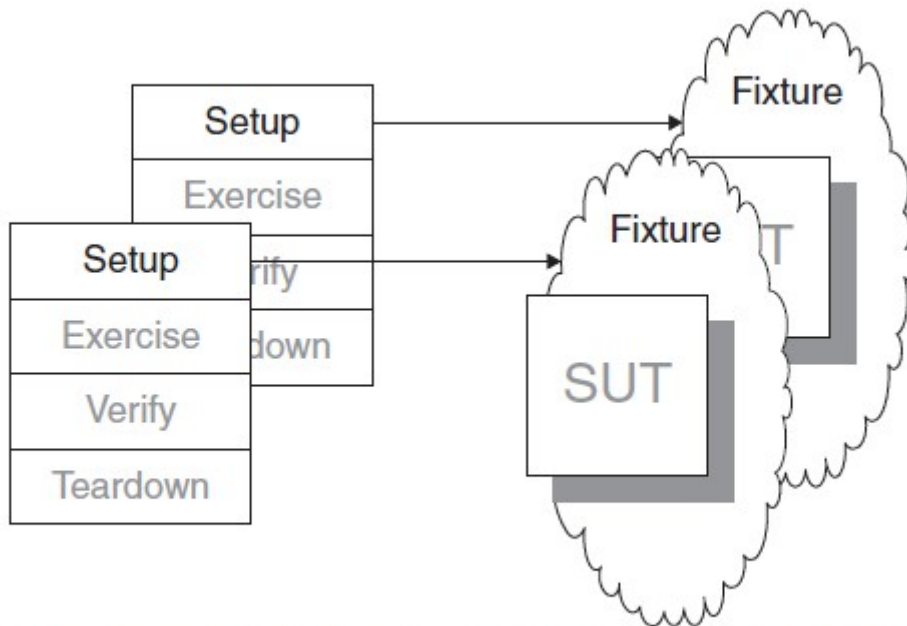 Fixture
Setup
Exercise
rify
down
T
Fixture
Setup
Exercise
Verify
Teardown
SUT